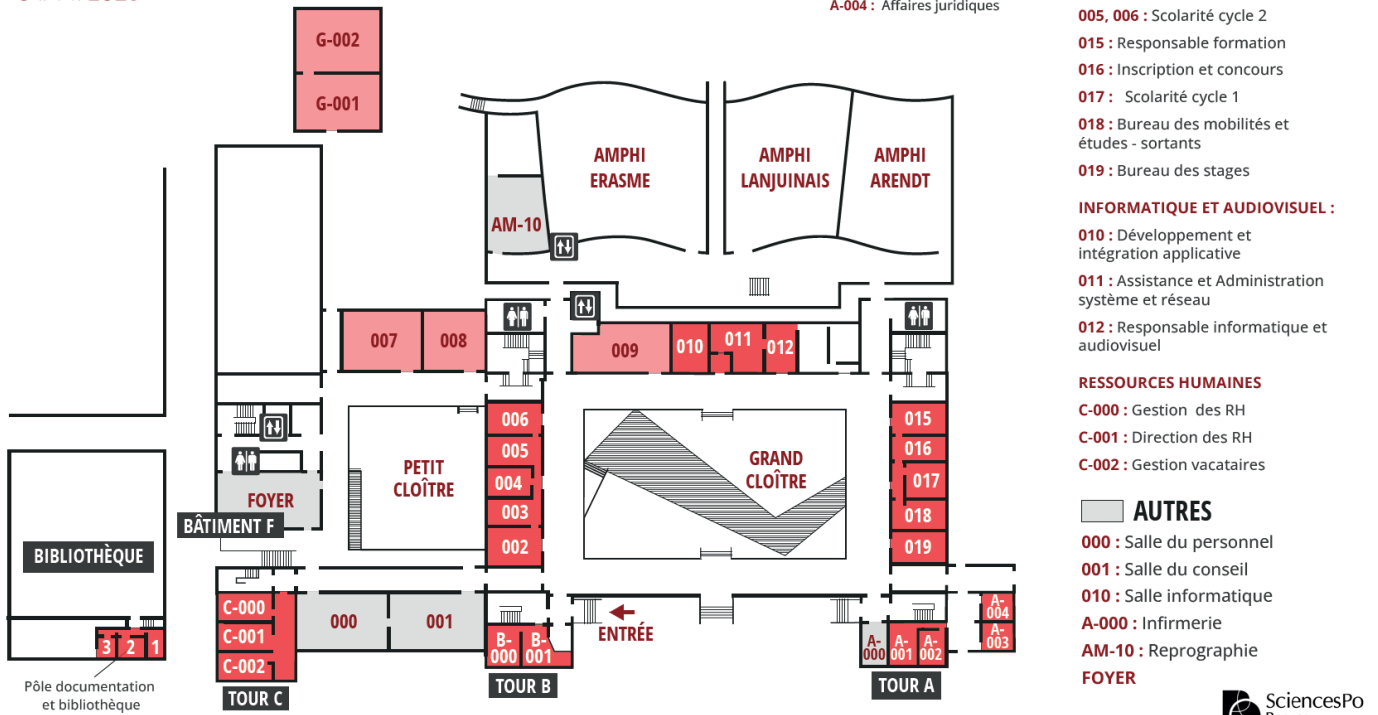 A-004 : Affaires juridiques
005, 006 : Scolarité cycle 2
015 : Responsable formation
016 : Inscription et concours
017 : Scolarité cycle 1
018 : Bureau des mobilités et
études - sortants
019 : Bureau des stages
INFORMATIQUE ET AUDIOVISUEL :
010 : Développement et
intégration applicative
011 : Assistance et Administration
système et réseau
012 : Responsable informatique et
audiovisuel
RESSOURCES HUMAINES
C-000 : Gestion des RH
C-001 : Direction des RH
C-002 : Gestion vacataires
AUTRES
000 : Salle du personnel
001 : Salle du conseil
010 : Salle informatique
A-000 : Infirmerie
AM-10 : Reprographie
FOYER
SciencesPo
G-002
G-001
AMPHI
ERASME
AMPHI
LANJUINAIS
AMPHI
ARENDT
AM-10
007
008
009
010
011
012
006
005
004
003
002
015
016
017
018
019
PETIT
CLOÎTRE
GRAND
CLOÎTRE
FOYER
BÂTIMENT F
BIBLIOTHÈQUE
3
2
1
Pôle documentation
et bibliothèque
C-000
C-001
C-002
TOUR C
000
001
B-
000
B-
001
TOUR B
ENTRÉE
A-
000
A-
001
A-
002
A-
004
A-
003
TOUR A